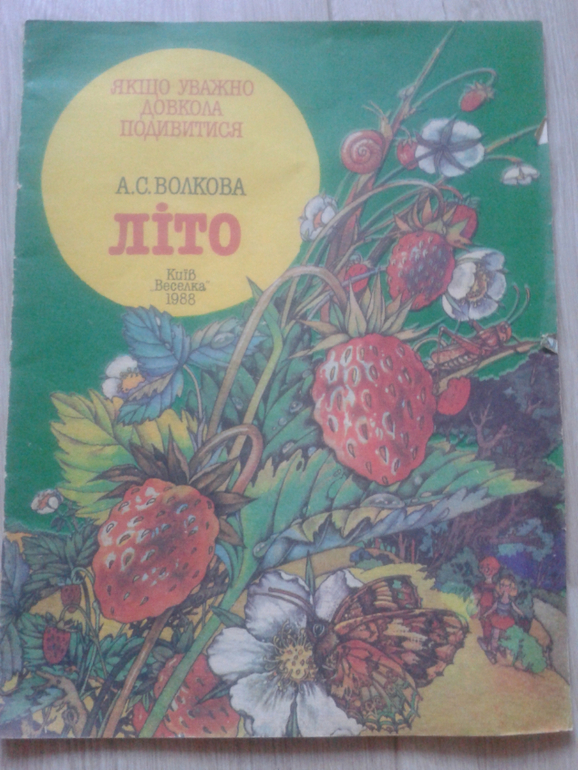 ЯКЩО УВАЖНО
ДОВКОЛА
ПОДИВИТИСЯ
А.С. ВОЛКОВА
ЛІТО
Київ
„Веселка"
1988